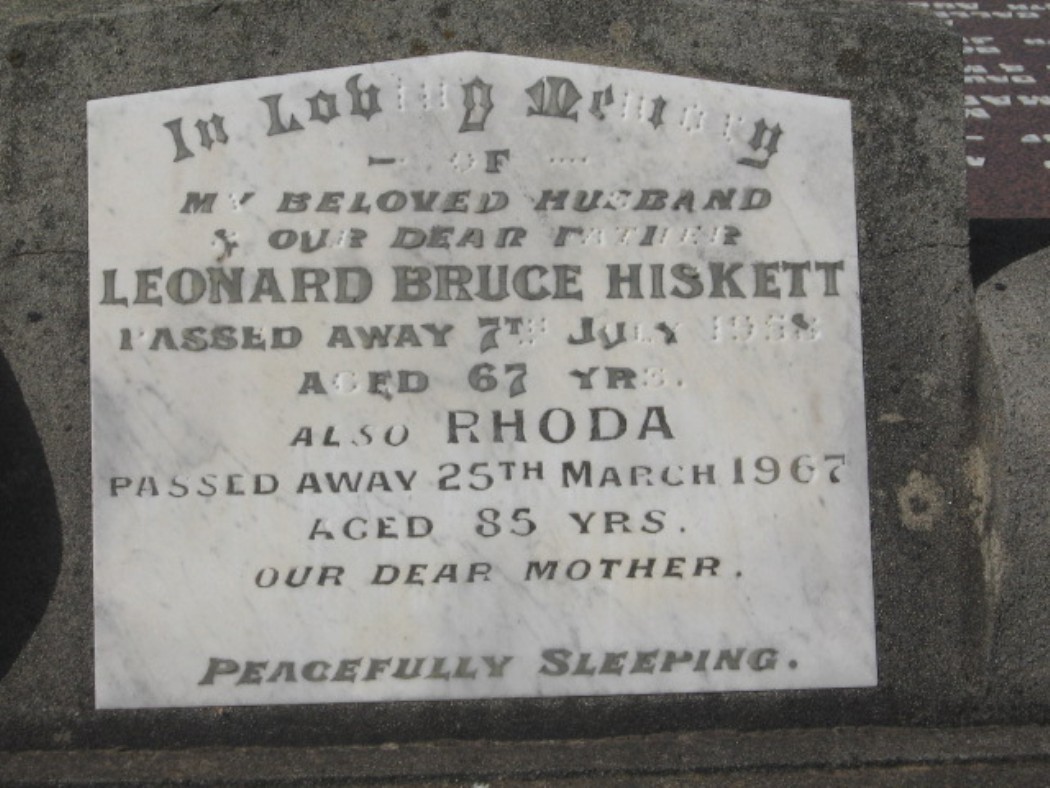 In Loving Memory
— OF —
MY BELOVED HUSBAND
& OUR DEAR FATHER
LEONARD BRUCE HISKETT
PASSED AWAY 7TH JULY
AGED 67 YRS.
ALSO RHODA
PASSED AWAY 25TH MARCH 1967
AGED 85 YRS.
OUR DEAR MOTHER.
PEACEFULLY SLEEPING.